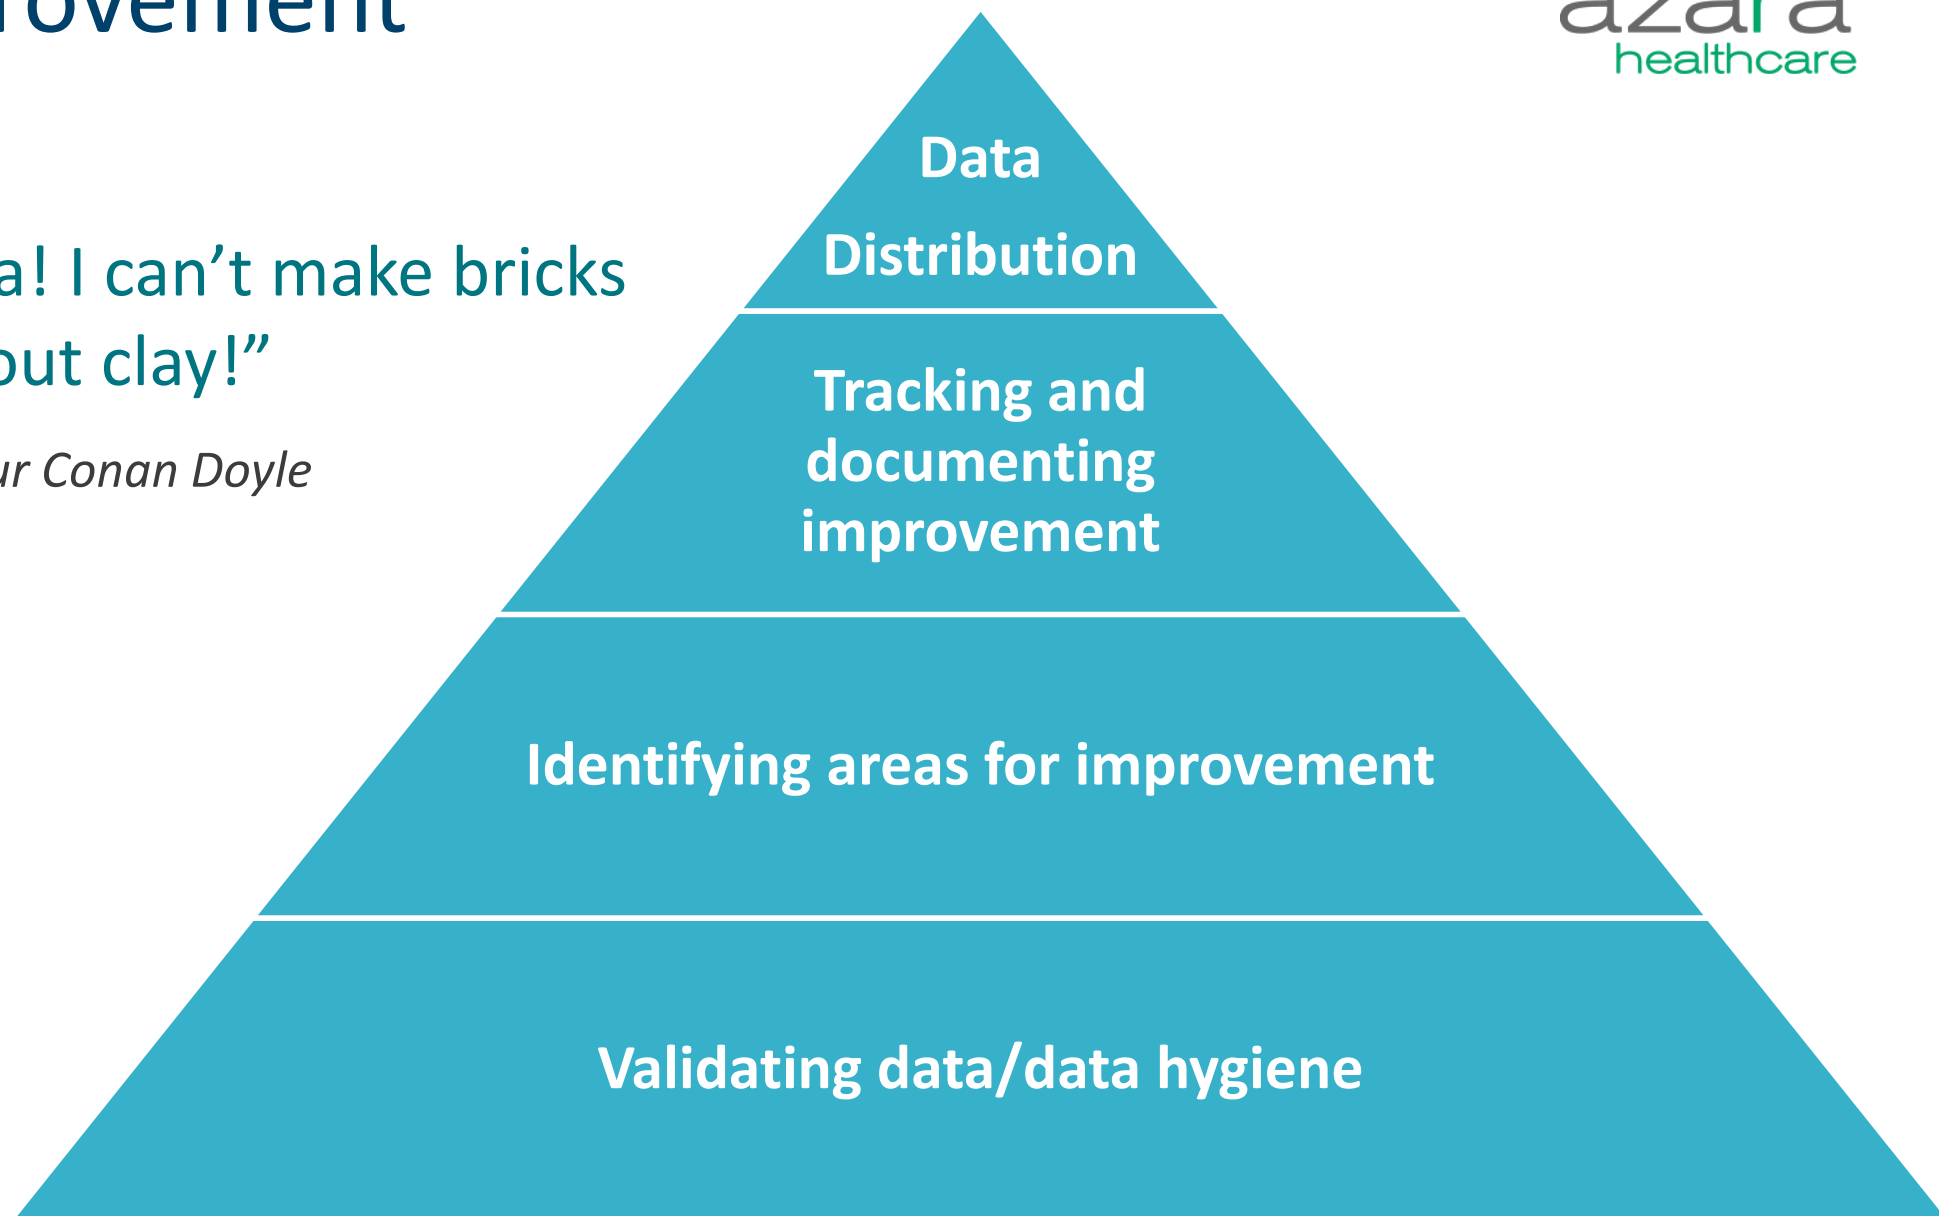 rovement
azara
healthcare
a! I can’t make bricks
out clay!”
ur Conan Doyle
Data
Distribution
Tracking and
documenting
improvement
Identifying areas for improvement
Validating data/data hygiene